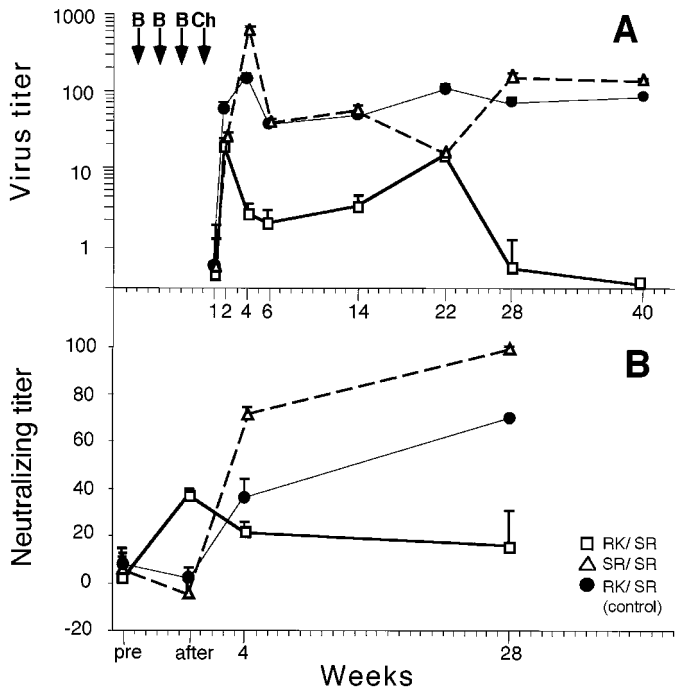 B B B Ch
A
Virus titer
1000
100
10
1
1 2 4 6 14 22 28 40
B
Neutralizing titer
100
80
60
40
20
0
-20
RK/ SR
SR/ SR
RK/ SR
(control)
pre after 4 28
Weeks